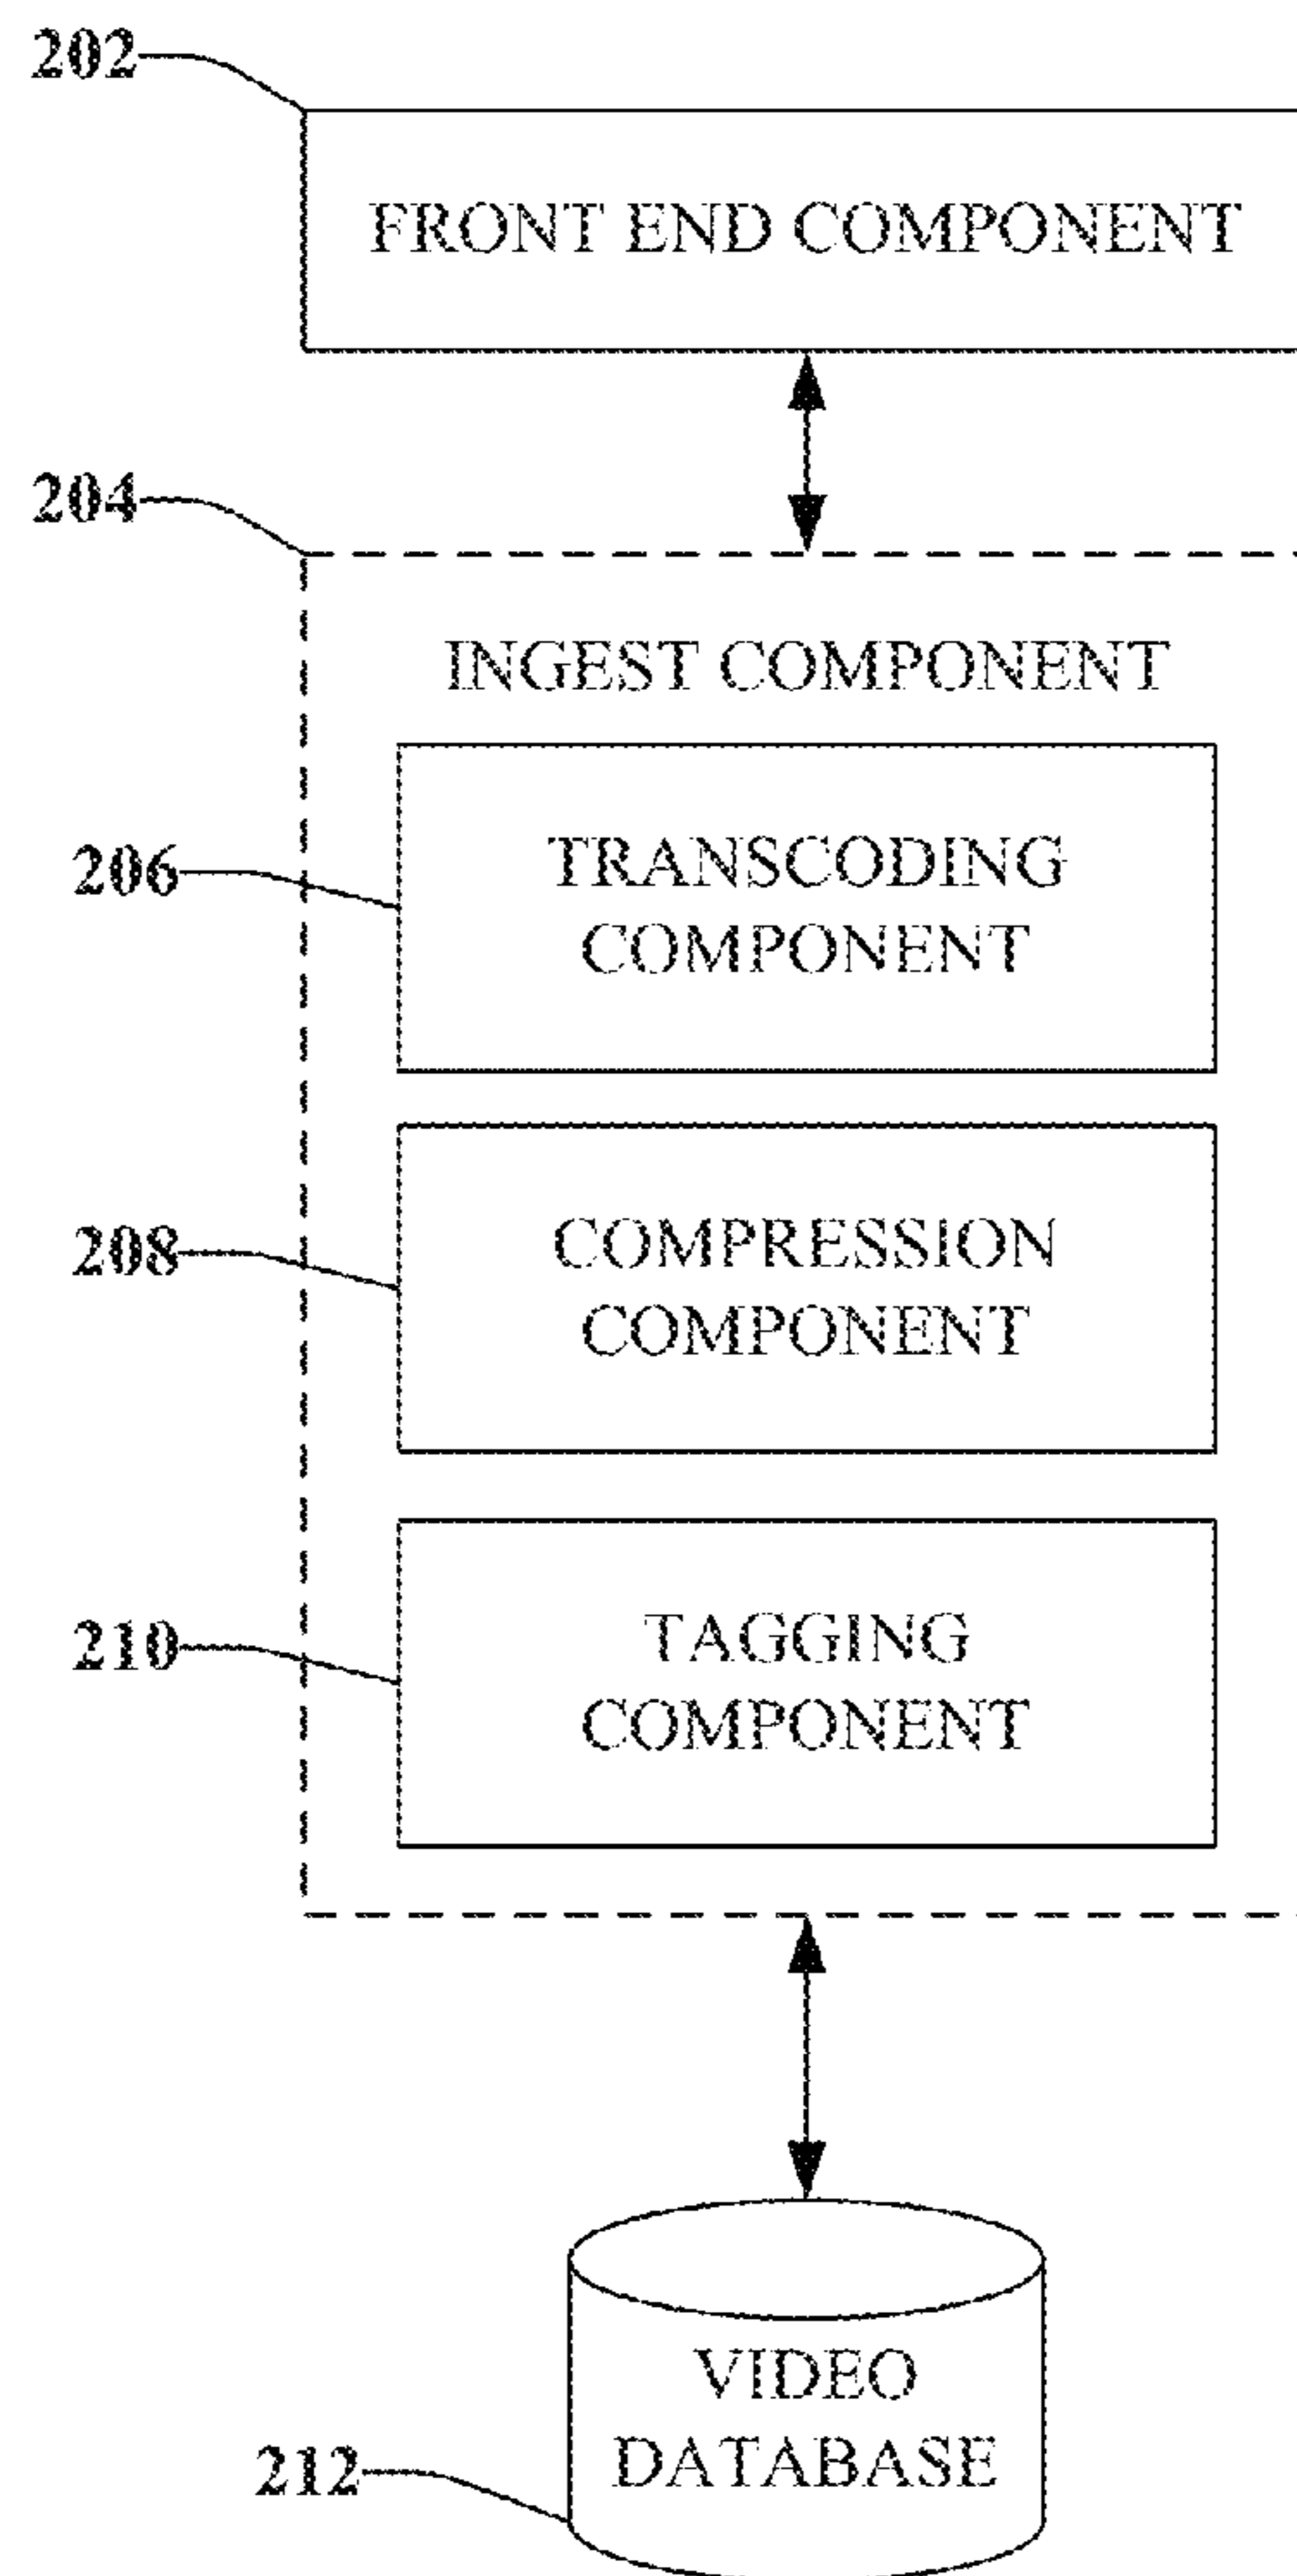 202
FRONT END COMPONENT
204
INGEST COMPONENT
206
TRANSCODING
COMPONENT
208
COMPRESSION
COMPONENT
210
TAGGING
COMPONENT
VIDEO
DATABASE
212